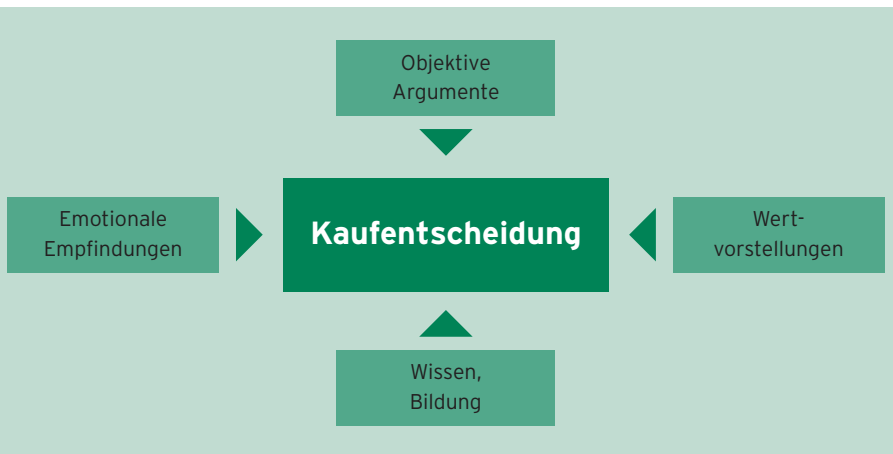 Objektive
Argumente
Emotionale
Empfindungen
Kaufentscheidung
Wert-
vorstellungen
Wissen,
Bildung